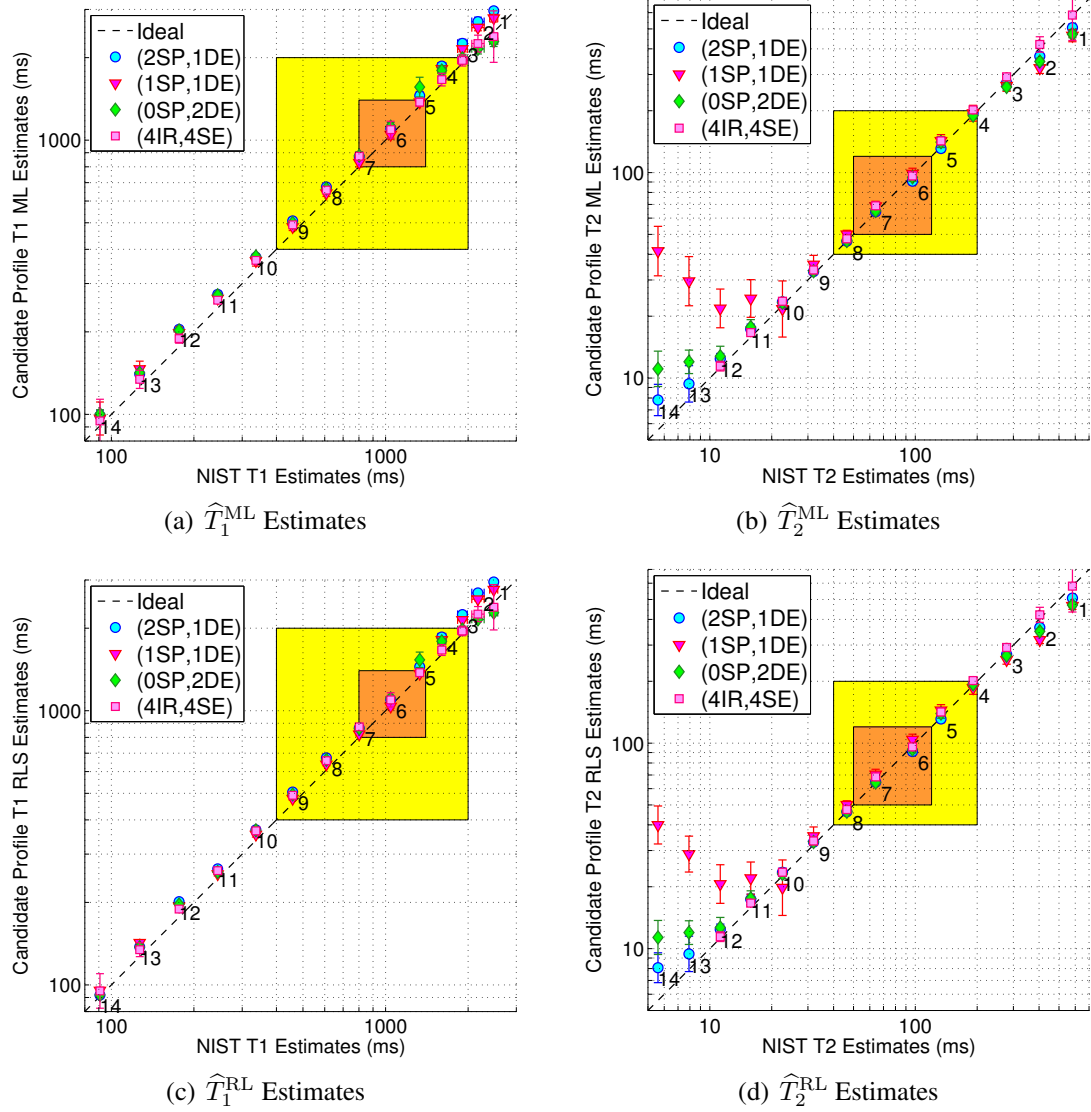 Candidate Profile T1 ML Estimates (ms)
Ideal
(2SP,1DE)
(1SP,1DE)
(0SP,2DE)
(4IR,4SE)
1000
100
1
2
3
4
5
6
7
8
9
10
11
12
13
14
100
1000
NIST T1 Estimates (ms)
(a) T̂₁ᴹᴸ Estimates
Candidate Profile T2 ML Estimates (ms)
Ideal
(2SP,1DE)
(1SP,1DE)
(0SP,2DE)
(4IR,4SE)
100
10
1
2
3
4
5
6
7
8
9
10
11
12
13
14
10
100
NIST T2 Estimates (ms)
(b) T̂₂ᴹᴸ Estimates
Candidate Profile T1 RLS Estimates (ms)
Ideal
(2SP,1DE)
(1SP,1DE)
(0SP,2DE)
(4IR,4SE)
1000
100
1
2
3
4
5
6
7
8
9
10
11
12
13
14
100
1000
NIST T1 Estimates (ms)
(c) T̂₁ᴿᴸ Estimates
Candidate Profile T2 RLS Estimates (ms)
Ideal
(2SP,1DE)
(1SP,1DE)
(0SP,2DE)
(4IR,4SE)
100
10
1
2
3
4
5
6
7
8
9
10
11
12
13
14
10
100
NIST T2 Estimates (ms)
(d) T̂₂ᴿᴸ Estimates